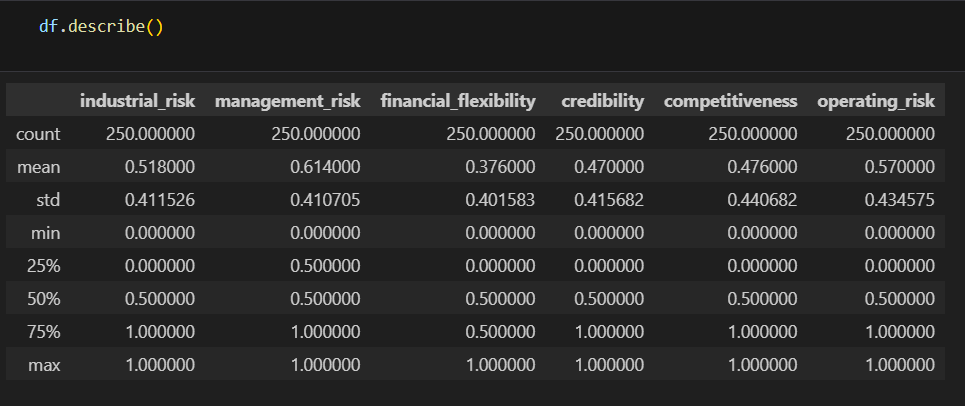 df.describe()
industrial_risk management_risk financial_flexibility credibility competitiveness operating_risk
count 250.000000 250.000000 250.000000 250.000000 250.000000 250.000000
mean 0.518000 0.614000 0.376000 0.470000 0.476000 0.570000
std 0.411526 0.410705 0.401583 0.415682 0.440682 0.434575
min 0.000000 0.000000 0.000000 0.000000 0.000000 0.000000
25% 0.000000 0.500000 0.000000 0.000000 0.000000 0.000000
50% 0.500000 0.500000 0.500000 0.500000 0.500000 0.500000
75% 1.000000 1.000000 0.500000 1.000000 1.000000 1.000000
max 1.000000 1.000000 1.000000 1.000000 1.000000 1.000000